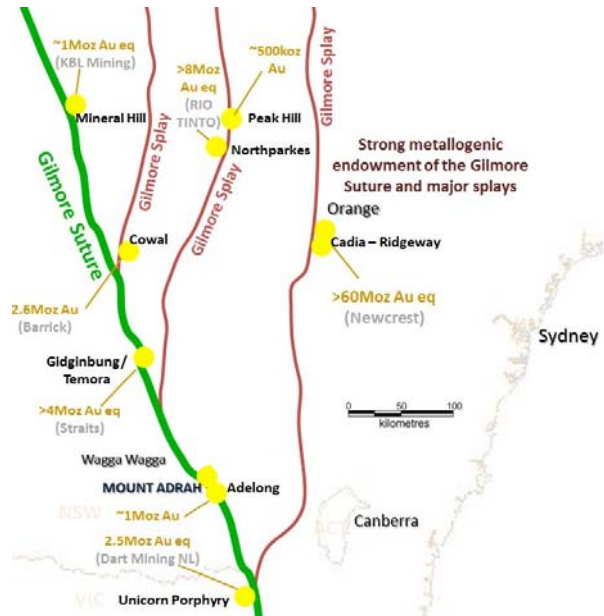 ~1Moz Au eq
(KBL Mining)
Mineral Hill
>8Moz
Au eq
(RIO
TINTO)
~500koz
Au
Peak Hill
Northparkes
Gilmore Splay
Gilmore Splay
Gilmore Splay
Gilmore Suture
Strong metallogenic
endowment of the Gilmore
Suture and major splays
Orange
Cadia – Ridgeway
>60Moz Au eq
(Newcrest)
Cowal
2.6Moz Au
(Barrick)
Sydney
Gidginbung/
Temora
>4Moz Au eq
(Straits)
0 50 100
kilometres
Wagga Wagga
MOUNT ADRAH
Adelong
~1Moz Au
NSW
ACT
Canberra
2.5Moz Au eq
(Dart Mining NL)
VIC
Unicorn Porphyry